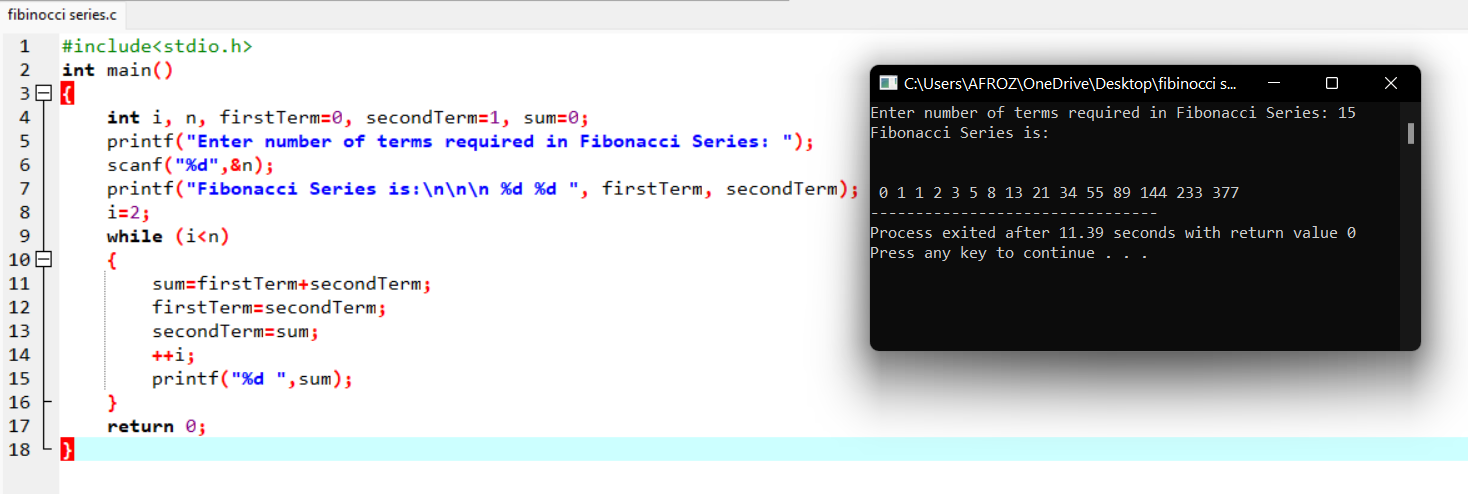 fibinocci series.c
1 #include<stdio.h>
2 int main()
3 {
4 int i, n, firstTerm=0, secondTerm=1, sum=0;
5 printf("Enter number of terms required in Fibonacci Series: ");
6 scanf("%d",&n);
7 printf("Fibonacci Series is:\n\n\n %d %d ", firstTerm, secondTerm);
8 i=2;
9 while (i<n)
10 {
11 sum=firstTerm+secondTerm;
12 firstTerm=secondTerm;
13 secondTerm=sum;
14 ++i;
15 printf("%d ",sum);
16 }
17 return 0;
18 }
C:\Users\AFROZ\OneDrive\Desktop\fibinocci s...
Enter number of terms required in Fibonacci Series: 15
Fibonacci Series is:
0 1 1 2 3 5 8 13 21 34 55 89 144 233 377
--------------------------------
Process exited after 11.39 seconds with return value 0
Press any key to continue . . .